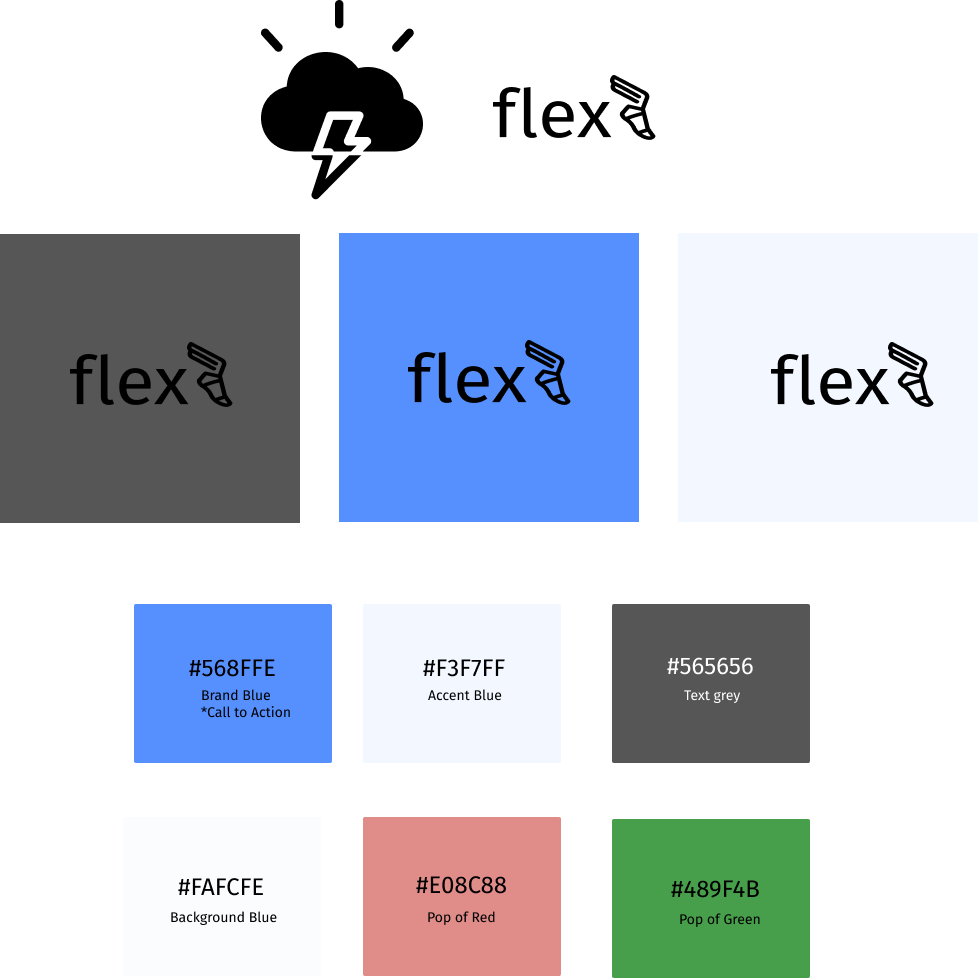 flex
flex
flex
flex
#568FFE
Brand Blue
*Call to Action
#F3F7FF
Accent Blue
#565656
Text grey
#FAFCFE
Background Blue
#E08C88
Pop of Red
#489F4B
Pop of Green